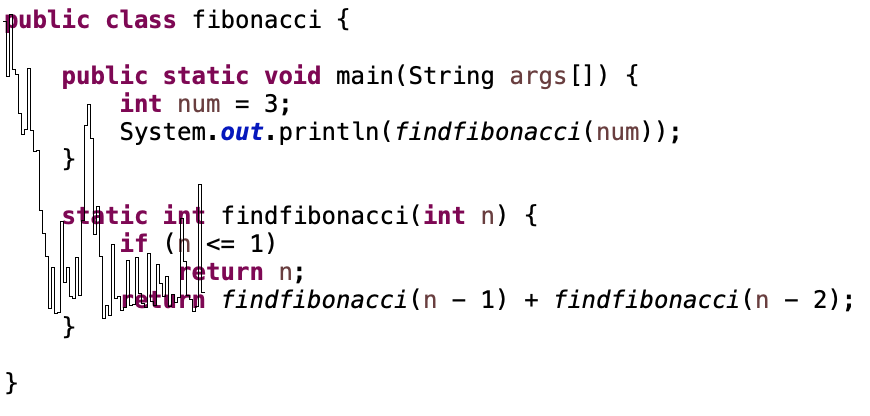 public class fibonacci {
public static void main(String args[]) {
int num = 3;
System.out.println(findfibonacci(num));
}
static int findfibonacci(int n) {
if (n <= 1)
return n;
return findfibonacci(n - 1) + findfibonacci(n - 2);
}
}